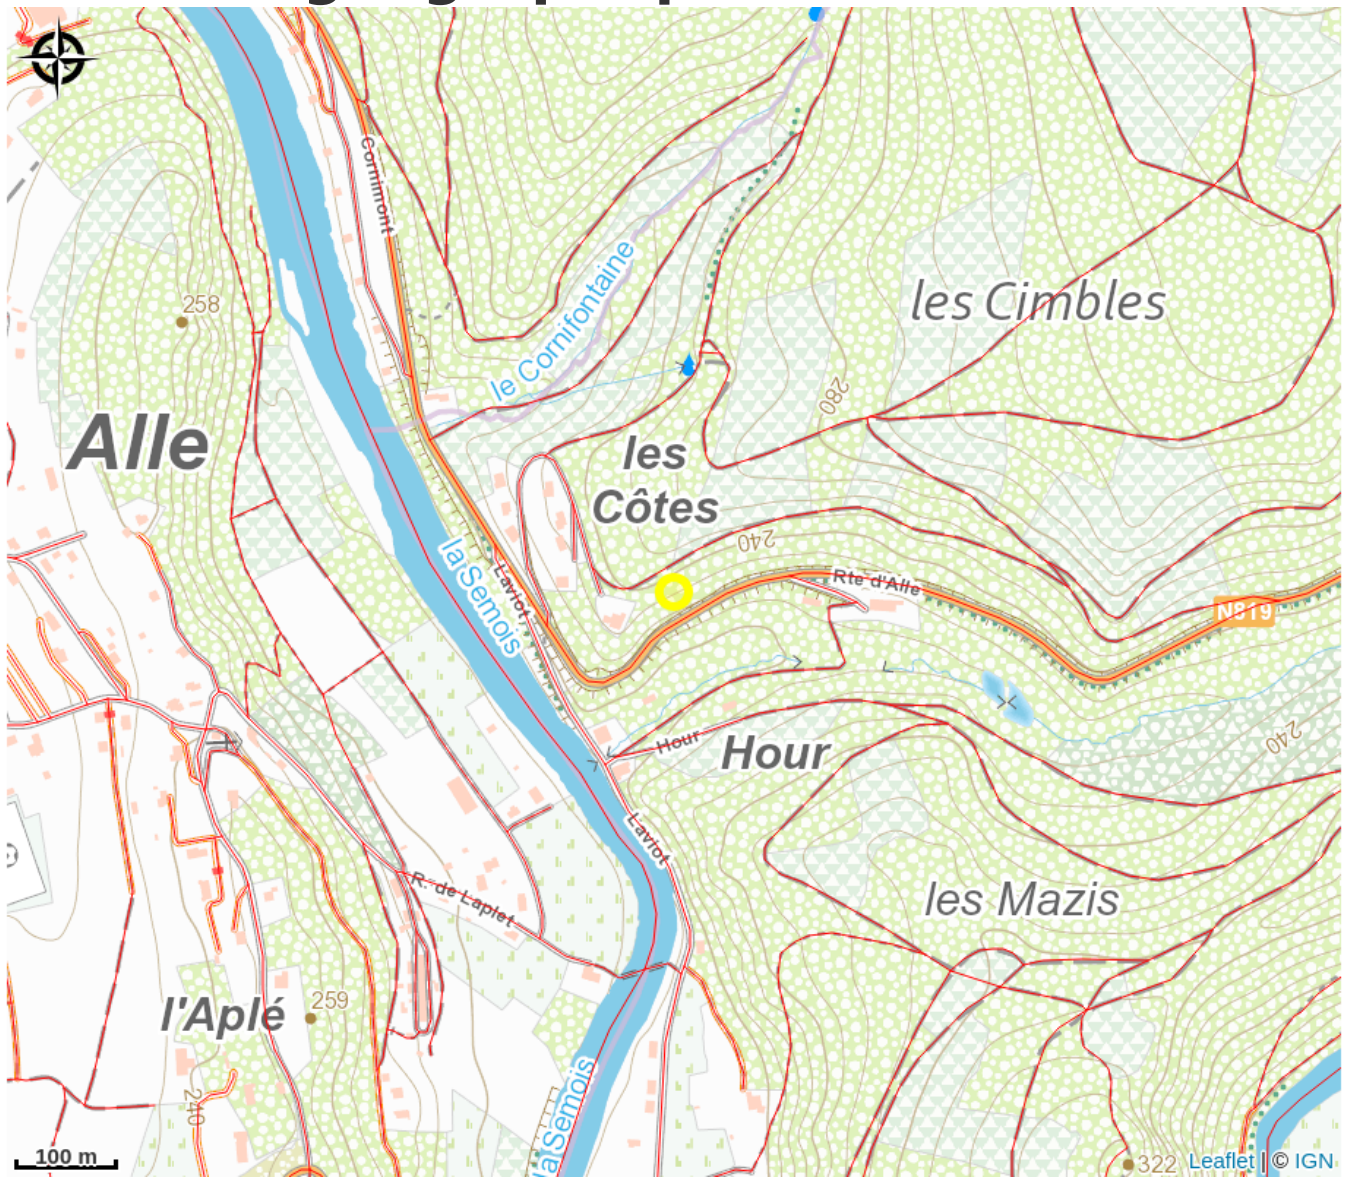 Cornimont
le Cornifontaine
258
les Cimbles
280
Alle
les
Côtes
240
la Semois
Laviot
Rte d'Alle
N819
Hour
Hour
240
Laviot
R. de Laplet
les Mazis
l'Aplé
259
240
la Semois
322
100 m
Leaflet | © IGN